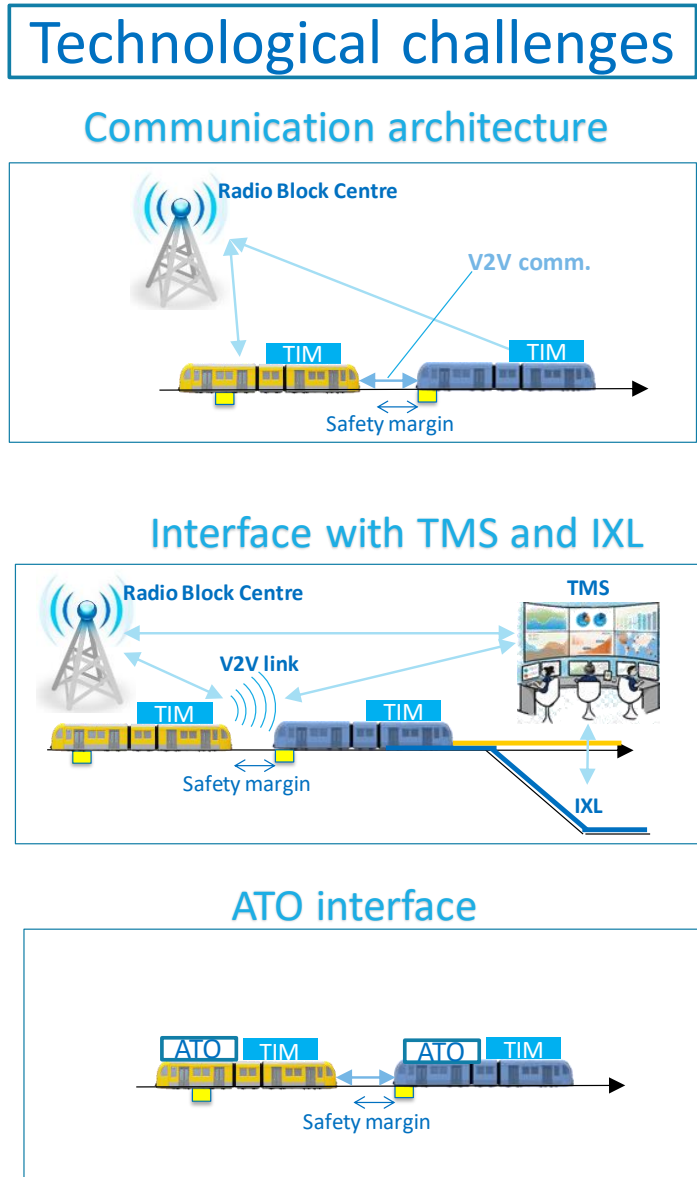 Technological challenges
Communication architecture
Radio Block Centre
V2V comm.
TIM
TIM
Safety margin
Interface with TMS and IXL
Radio Block Centre
TMS
V2V link
TIM
TIM
Safety margin
IXL
ATO interface
ATO
TIM
ATO
TIM
Safety margin